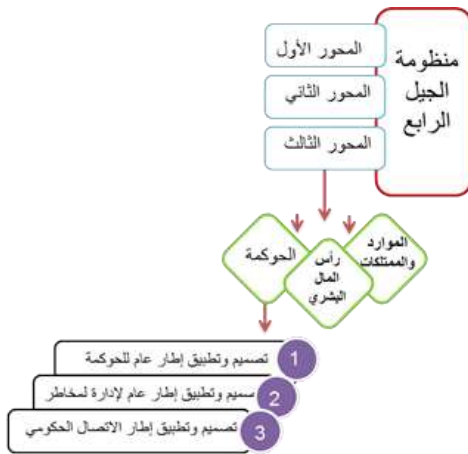 منظومة
الجيل
الرابع
المحور الأول
المحور الثاني
المحور الثالث
الموارد
والممتلكات
رأس
المال
البشري
الحوكمة
1 تصميم وتطبيق إطار عام للحوكمة
2 سميم وتطبيق إطار عام لإدارة لمخاطر
3 تصميم وتطبيق إطار الاتصال الحكومي